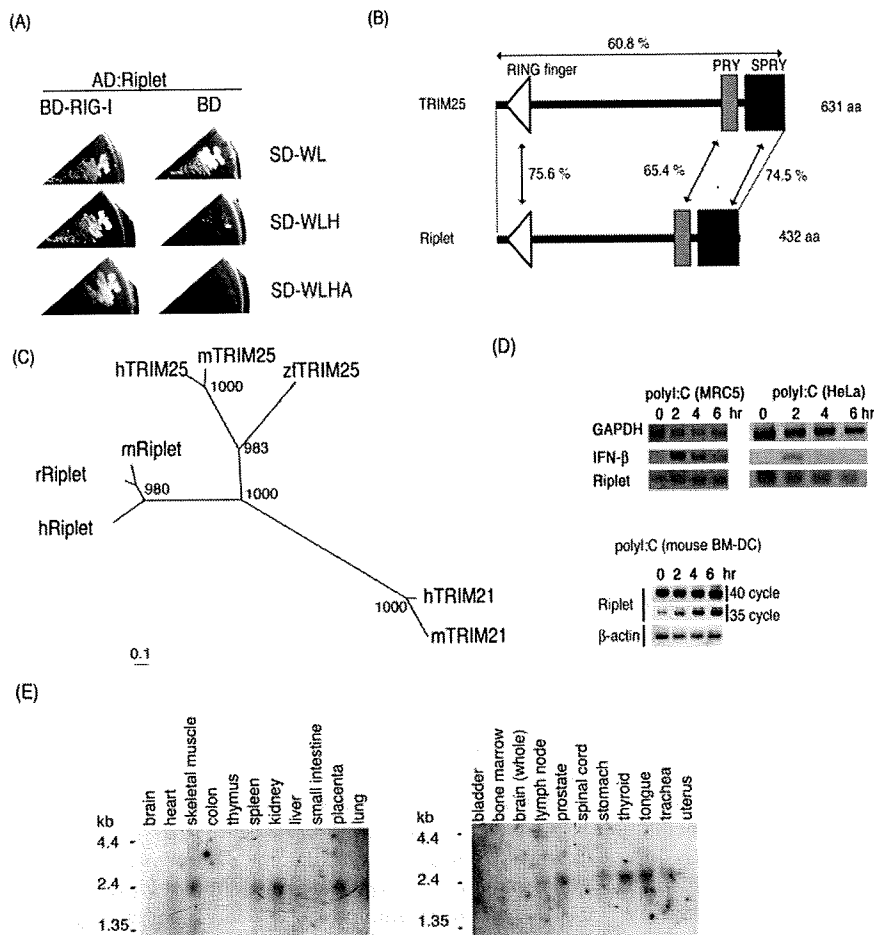 (A)
AD:Riplet
BD-RIG-I BD
SD-WL
SD-WLH
SD-WLHA
(B)
60.8 %
RING finger PRY SPRY
TRIM25 631 aa
75.6 % 65.4 % 74.5 %
Riplet 432 aa
(C)
hTRIM25 mTRIM25 zfTRIM25
1000
983
mRiplet
rRiplet
980 1000
hRiplet
1000 hTRIM21
mTRIM21
0.1
(D)
polyI:C (MRC5) polyI:C (HeLa)
0 2 4 6 hr 0 2 4 6 hr
GAPDH
IFN-β
Riplet
polyI:C (mouse BM-DC)
0 2 4 6 hr
Riplet 40 cycle
35 cycle
β-actin
(E)
brain heart skeletal muscle colon thymus spleen kidney liver small intestine placenta lung
kb
4.4
2.4
1.35
bladder bone marrow brain (whole) lymph node prostate spinal cord stomach thyroid tongue trachea uterus
kb
4.4
2.4
1.35